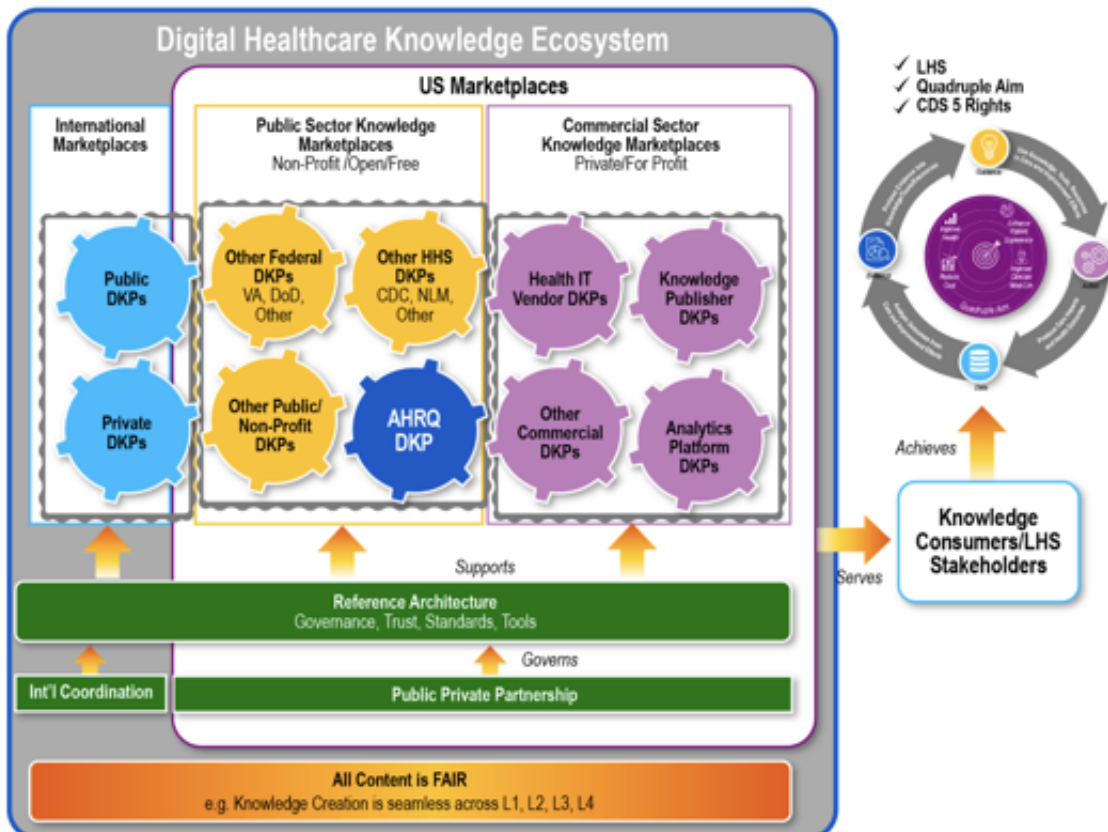 Digital Healthcare Knowledge Ecosystem
US Marketplaces
International
Marketplaces
Public Sector Knowledge
Marketplaces
Non-Profit /Open/Free
Commercial Sector
Knowledge Marketplaces
Private/For Profit
Public
DKPs
Private
DKPs
Other Federal
DKPs
VA, DoD,
Other
Other HHS
DKPs
CDC, NLM,
Other
Other Public/
Non-Profit
DKPs
AHRQ
DKP
Health IT
Vendor DKPs
Knowledge
Publisher
DKPs
Other
Commercial
DKPs
Analytics
Platform
DKPs
Supports
Reference Architecture
Governance, Trust, Standards, Tools
Governs
Int'l Coordination
Public Private Partnership
All Content is FAIR
e.g. Knowledge Creation is seamless across L1, L2, L3, L4
Serves
Knowledge
Consumers/LHS
Stakeholders
Achieves
✓ LHS
✓ Quadruple Aim
✓ CDS 5 Rights
Quadruple Aim
Data